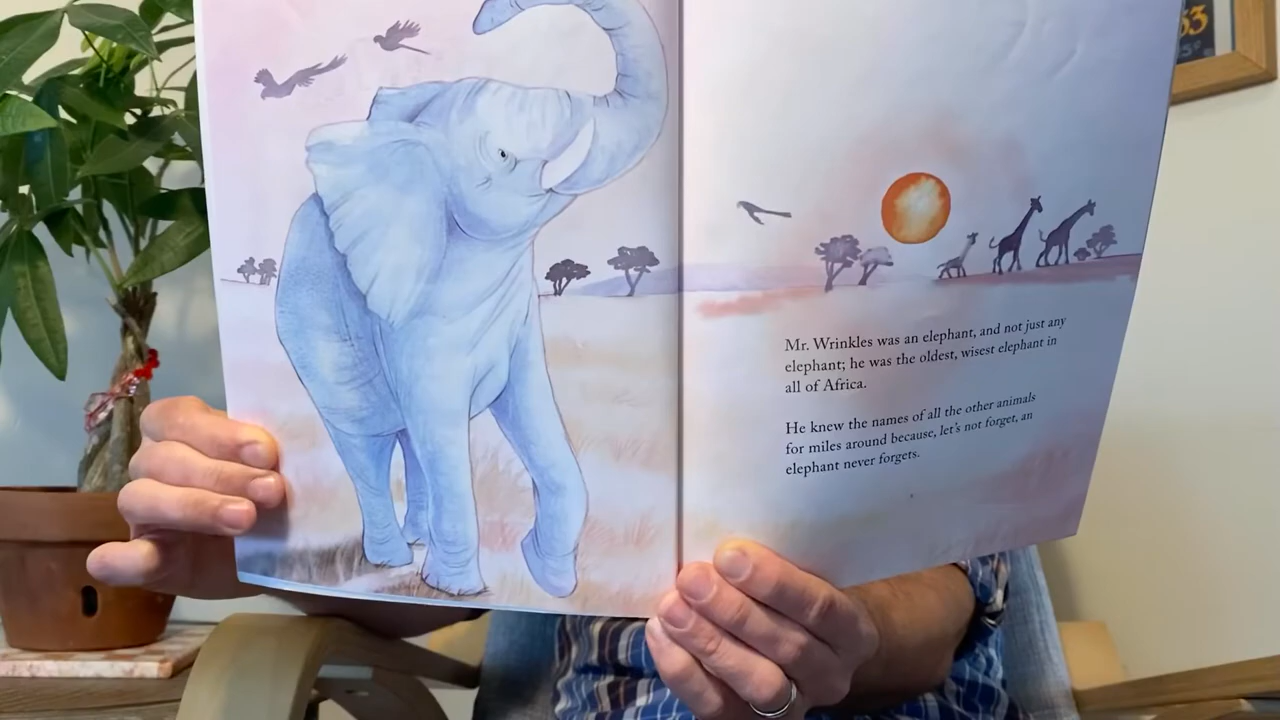 53
Mr. Wrinkles was an elephant, and not just any
elephant; he was the oldest, wisest elephant in
all of Africa.
He knew the names of all the other animals
for miles around because, let's not forget, an
elephant never forgets.